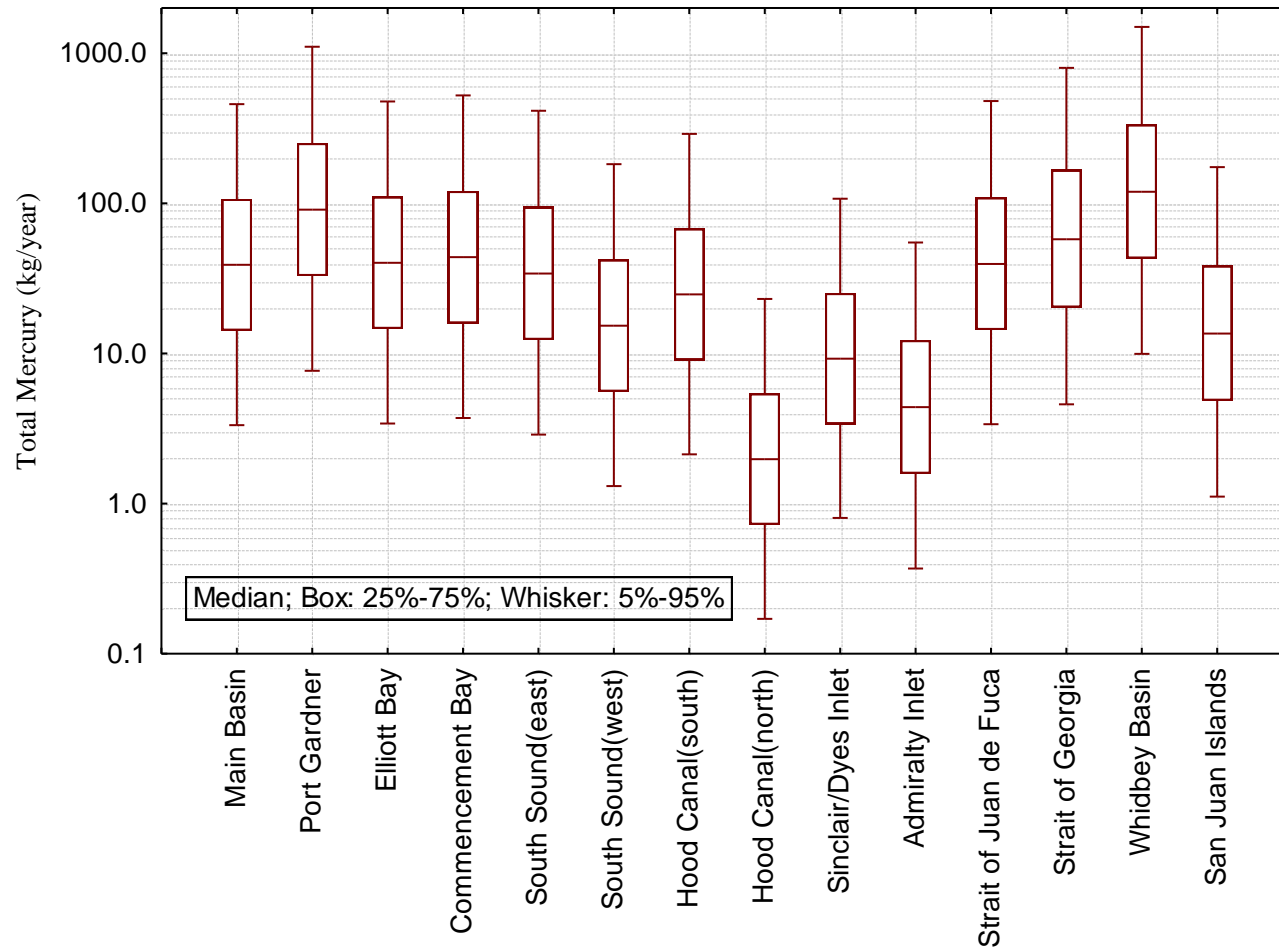 Total Mercury (kg/year)
1000.0
100.0
10.0
1.0
0.1
Median; Box: 25%-75%; Whisker: 5%-95%
Main Basin
Port Gardner
Elliott Bay
Commencement Bay
South Sound(east)
South Sound(west)
Hood Canal(south)
Hood Canal(north)
Sinclair/Dyes Inlet
Admiralty Inlet
Strait of Juan de Fuca
Strait of Georgia
Whidbey Basin
San Juan Islands